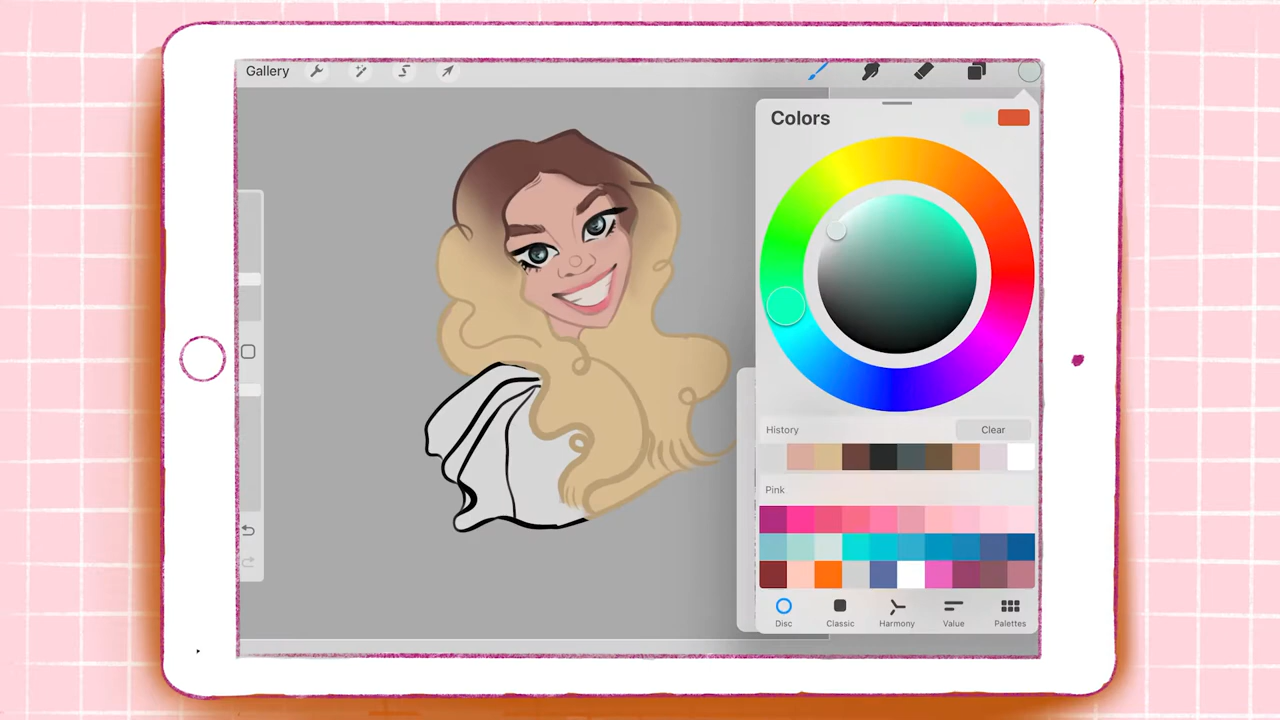 Gallery
Colors
History
Clear
Pink
Disc
Classic
Harmony
Value
Palettes